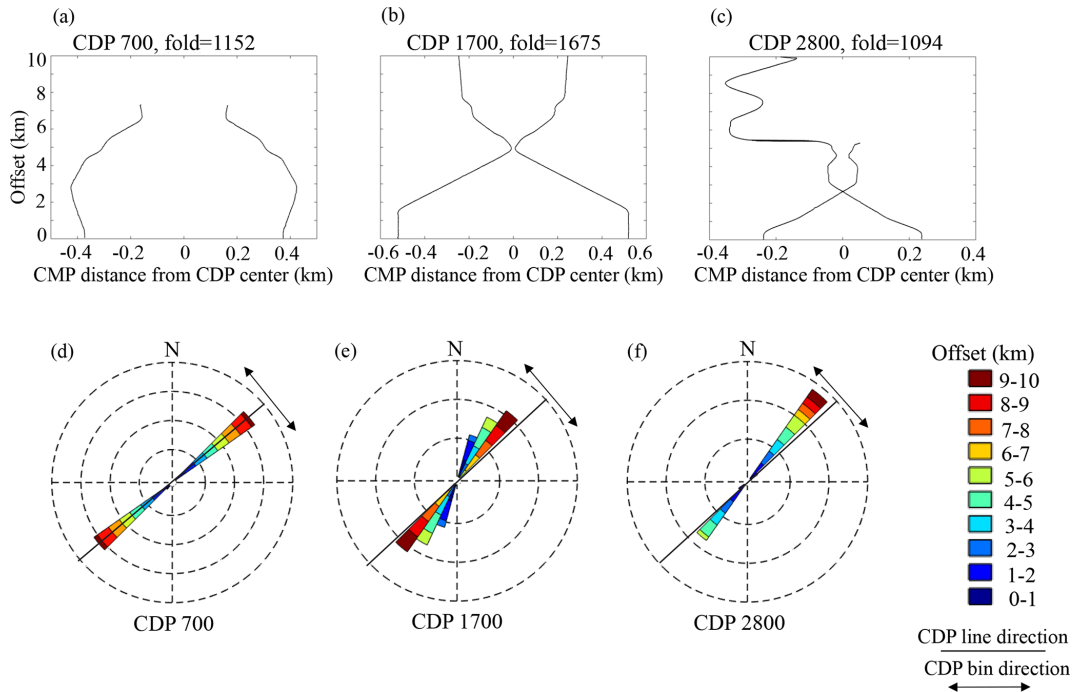 (a) (b) (c)
CDP 700, fold=1152 CDP 1700, fold=1675 CDP 2800, fold=1094
10
8
6
4
2
0
Offset (km)
-0.4 -0.2 0 0.2 0.4 -0.6 -0.4 -0.2 0 0.2 0.4 0.6 -0.4 -0.2 0 0.2 0.4
CMP distance from CDP center (km) CMP distance from CDP center (km) CMP distance from CDP center (km)
(d) N (e) N (f) N
Offset (km)
9-10
8-9
7-8
6-7
5-6
4-5
3-4
2-3
1-2
0-1
CDP 700 CDP 1700 CDP 2800
CDP line direction
CDP bin direction